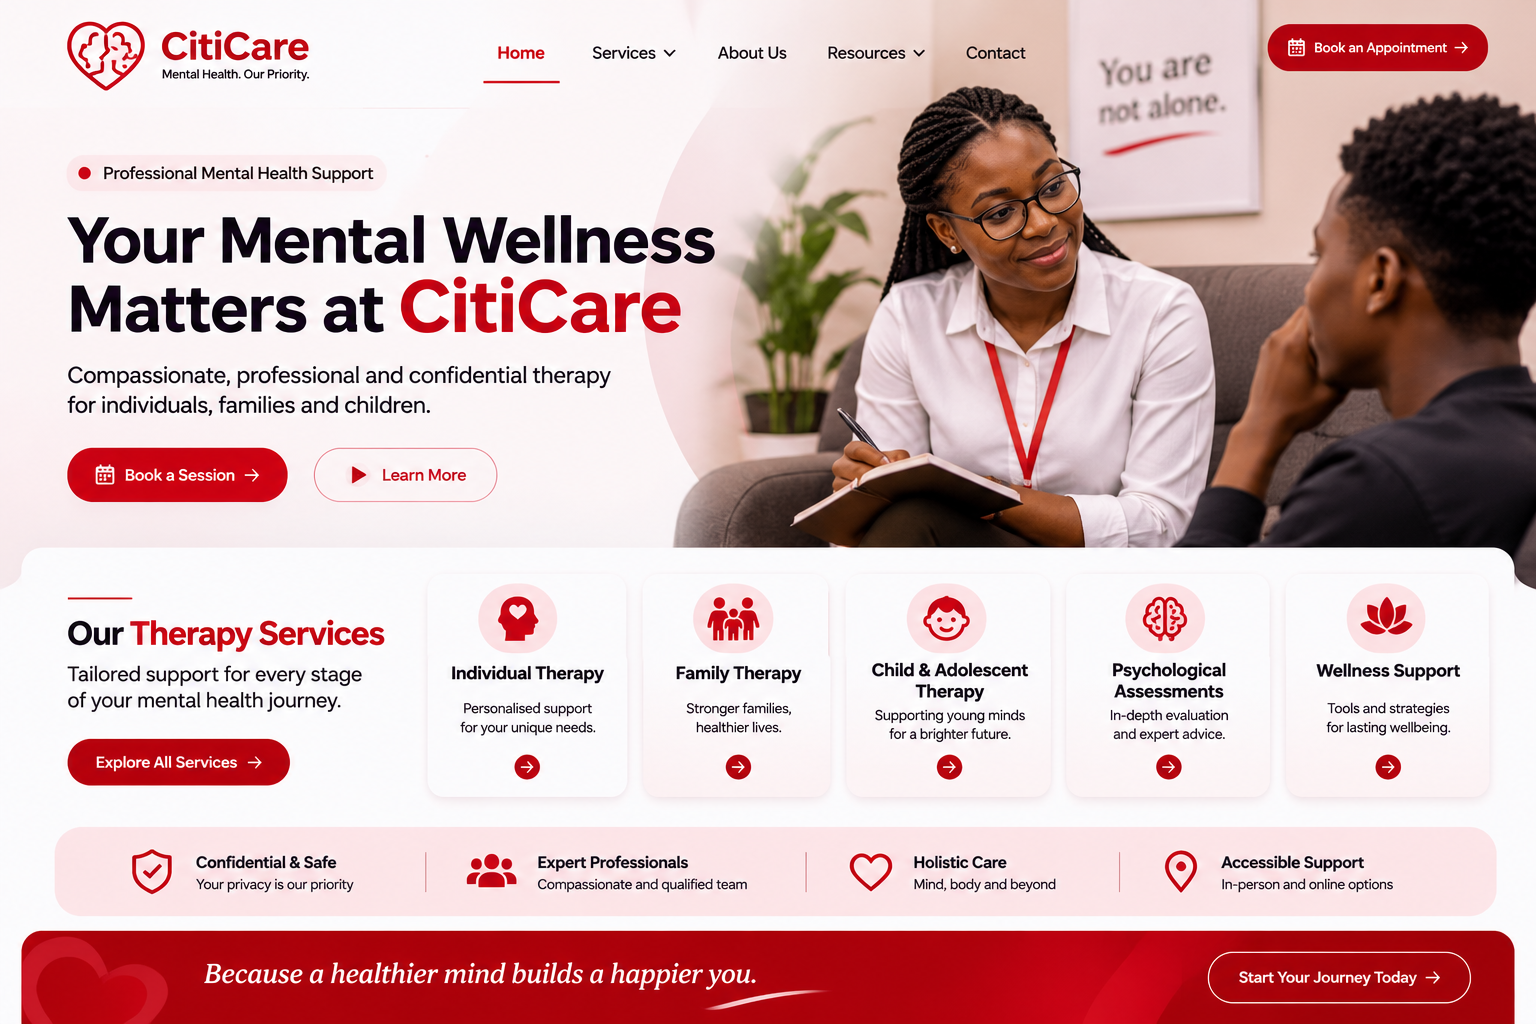 CitiCare
Mental Health. Our Priority.
Home
Services
About Us
Resources
Contact
Book an Appointment
You are
not alone.
Professional Mental Health Support
Your Mental Wellness
Matters at CitiCare
Compassionate, professional and confidential therapy
for individuals, families and children.
Book a Session
Learn More
Our Therapy Services
Tailored support for every stage
of your mental health journey.
Explore All Services
Individual Therapy
Personalised support
for your unique needs.
Family Therapy
Stronger families,
healthier lives.
Child & Adolescent
Therapy
Supporting young minds
for a brighter future.
Psychological
Assessments
In-depth evaluation
and expert advice.
Wellness Support
Tools and strategies
for lasting wellbeing.
Confidential & Safe
Your privacy is our priority
Expert Professionals
Compassionate and qualified team
Holistic Care
Mind, body and beyond
Accessible Support
In-person and online options
Because a healthier mind builds a happier you.
Start Your Journey Today